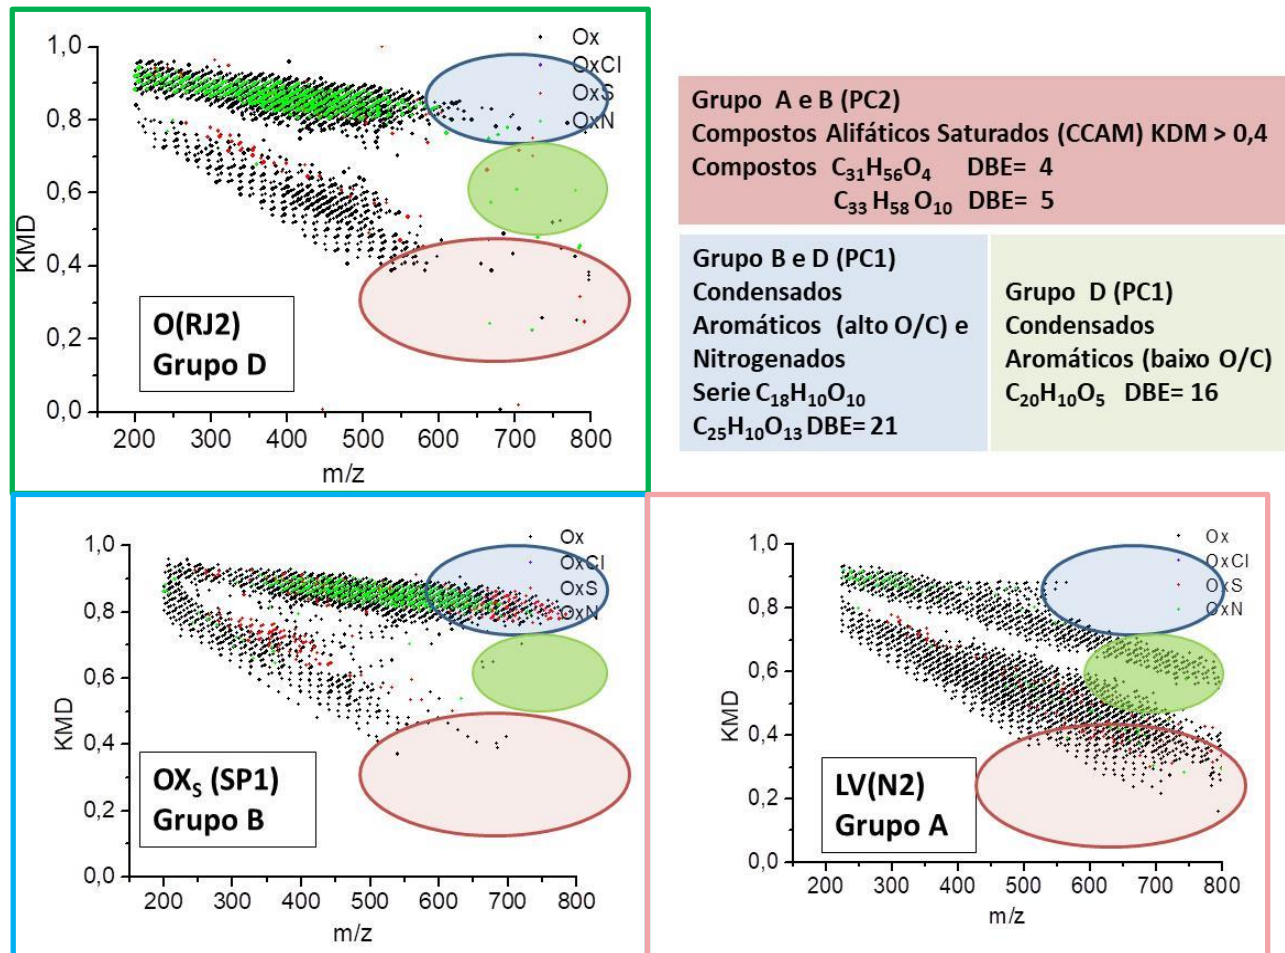 1,0
0,8
0,6
0,4
0,2
0,0
KMD
200 300 400 500 600 700 800
m/z
Ox
OxCl
OxS
OxN
O(RJ2)
Grupo D
Grupo A e B (PC2)
Compostos Alifáticos Saturados (CCAM) KDM > 0,4
Compostos C₃₁H₅₆O₄ DBE= 4
C₃₃ H₅₈ O₁₀ DBE= 5
Grupo B e D (PC1)
Condensados
Aromáticos (alto O/C) e
Nitrogenados
Serie C₁₈H₁₀O₁₀
C₂₅H₁₀O₁₃ DBE= 21
Grupo D (PC1)
Condensados
Aromáticos (baixo O/C)
C₂₀H₁₀O₅ DBE= 16
1,0
0,8
0,6
0,4
0,2
0,0
KMD
200 300 400 500 600 700 800
m/z
Ox
OxCl
OxS
OxN
OXₛ (SP1)
Grupo B
1,0
0,8
0,6
0,4
0,2
0,0
KMD
200 300 400 500 600 700 800
m/z
Ox
OxCl
OxS
OxN
LV(N2)
Grupo A